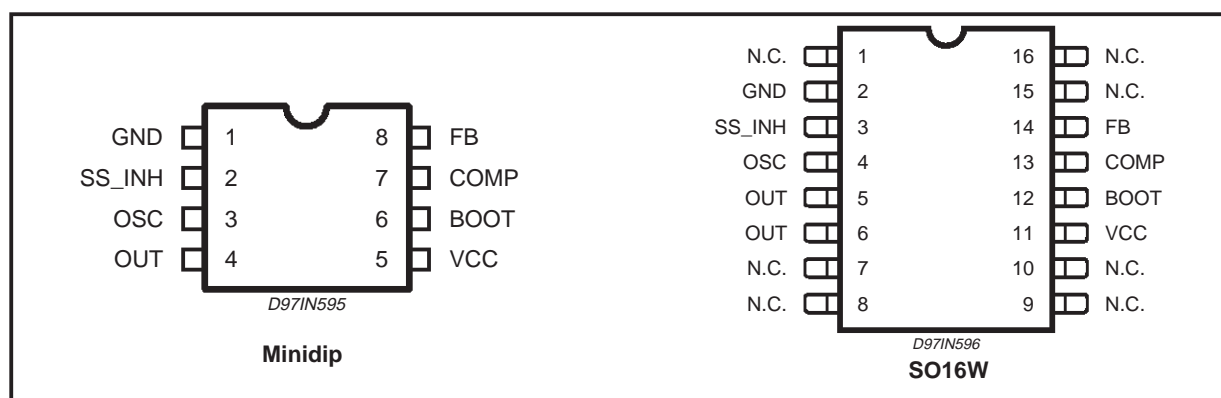 GND 1 8 FB
SS_INH 2 7 COMP
OSC 3 6 BOOT
OUT 4 5 VCC
D97IN595
Minidip
N.C. 1 16 N.C.
GND 2 15 N.C.
SS_INH 3 14 FB
OSC 4 13 COMP
OUT 5 12 BOOT
OUT 6 11 VCC
N.C. 7 10 N.C.
N.C. 8 9 N.C.
D97IN596
SO16W